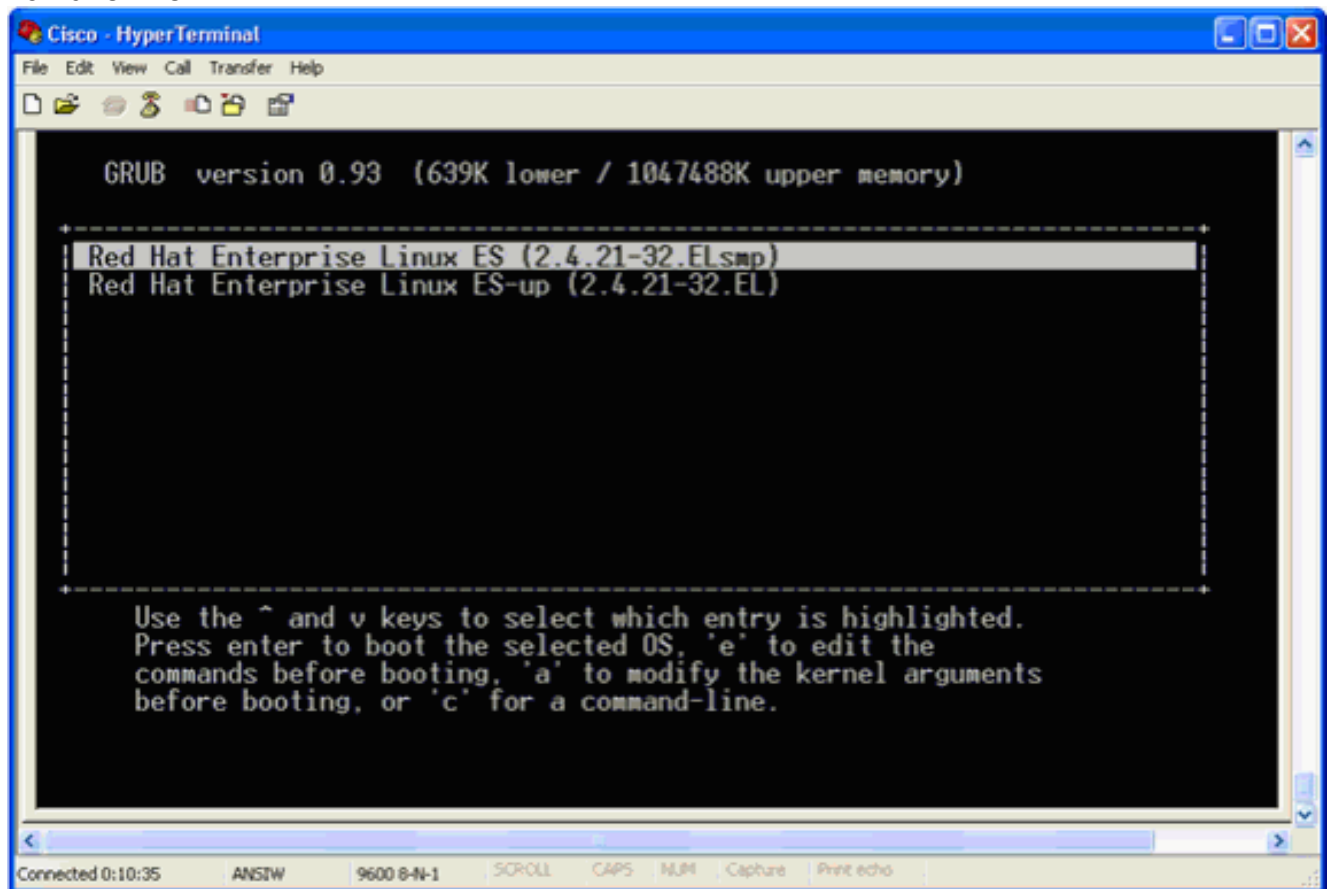 Cisco - HyperTerminal
File Edit View Call Transfer Help
GRUB version 0.93 (639K lower / 1047488K upper memory)
Red Hat Enterprise Linux ES (2.4.21-32.ELsmp)
Red Hat Enterprise Linux ES-up (2.4.21-32.EL)
Use the ^ and v keys to select which entry is highlighted.
Press enter to boot the selected OS, 'e' to edit the
commands before booting, 'a' to modify the kernel arguments
before booting, or 'c' for a command-line.
Connected 0:10:35 ANSIW 9600 8-N-1 SCROLL CAPS NUM Capture Print echo